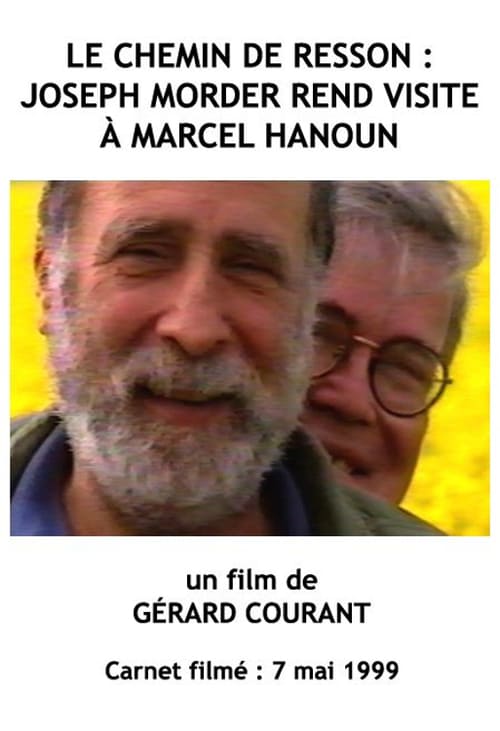 LE CHEMIN DE RESSON :
JOSEPH MORDER REND VISITE
À MARCEL HANOUN
un film de
GÉRARD COURANT
Carnet filmé : 7 mai 1999